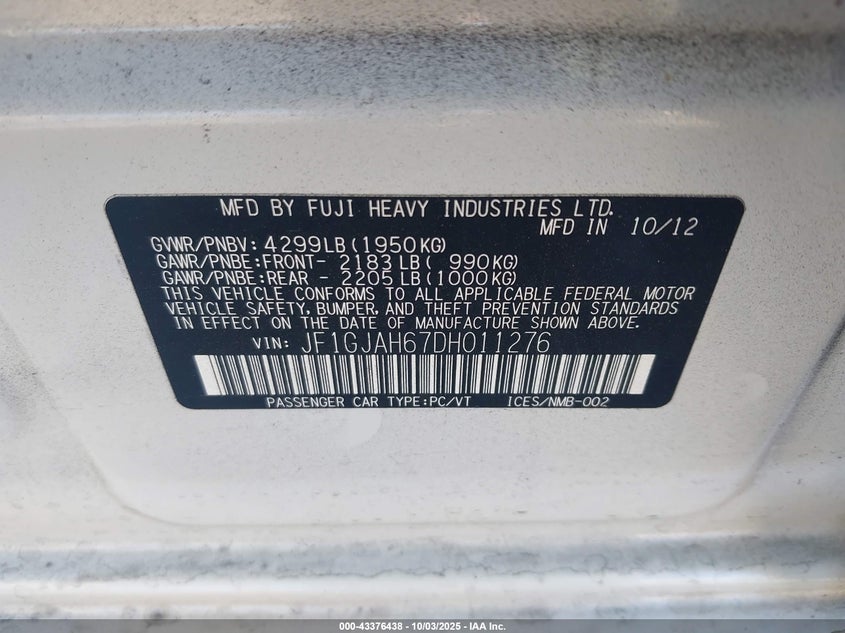 MFD BY FUJI HEAVY INDUSTRIES LTD.
MFD IN 10/12
GVWR/PNBV: 4299LB(1950KG)
GAWR/PNBE:FRONT- 2183LB( 990KG)
GAWR/PNBE:REAR - 2205LB(1000KG)
THIS VEHICLE CONFORMS TO ALL APPLICABLE FEDERAL MOTOR
VEHICLE SAFETY, BUMPER, AND THEFT PREVENTION STANDARDS
IN EFFECT ON THE DATE OF MANUFACTURE SHOWN ABOVE.
VIN: JF1GJAH67DH011276
PASSENGER CAR TYPE:PC/VT ICES/NMB-002
000-43376438 - 10/03/2025 - IAA Inc.